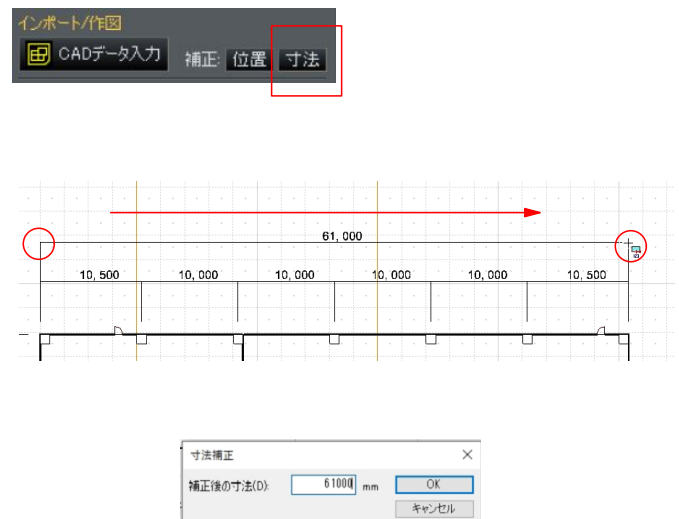 インポート/作図
CADデータ入力 補正: 位置 寸法
61,000
10,500 10,000 10,000 10,000 10,000 10,500
寸法補正
補正後の寸法(D): 61000 mm OK
キャンセル